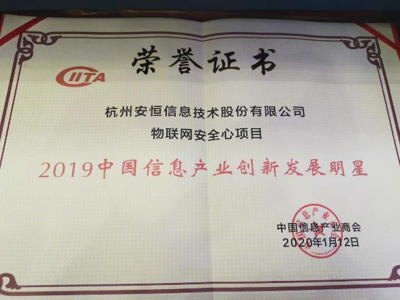 CIITA
荣誉证书
杭州安恒信息技术股份有限公司
物联网安全心项目
2019中国信息产业创新发展明星
中国信息产业商会
2020年1月12日